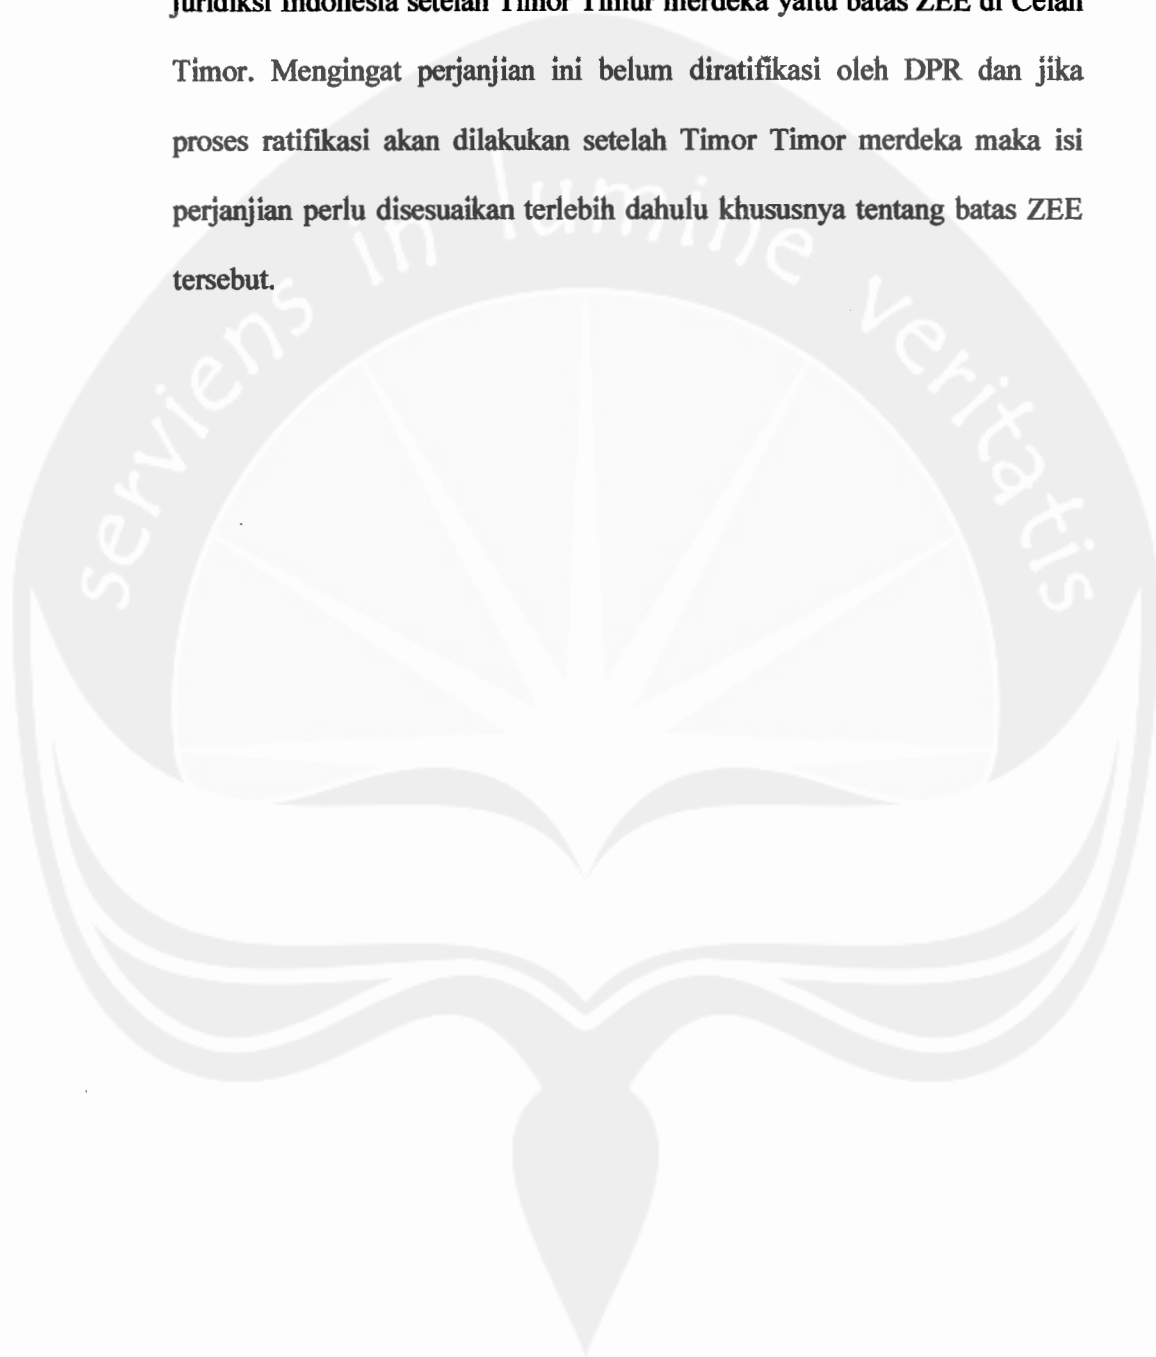 juridiksi Indonesia setelah Timor Timur merdeka yaitu batas ZEE di Celah
Timor. Mengingat perjanjian ini belum diratifikasi oleh DPR dan jika
proses ratifikasi akan dilakukan setelah Timor Timor merdeka maka isi
perjanjian perlu disesuaikan terlebih dahulu khususnya tentang batas ZEE
tersebut.
serviens in lumine veritatis